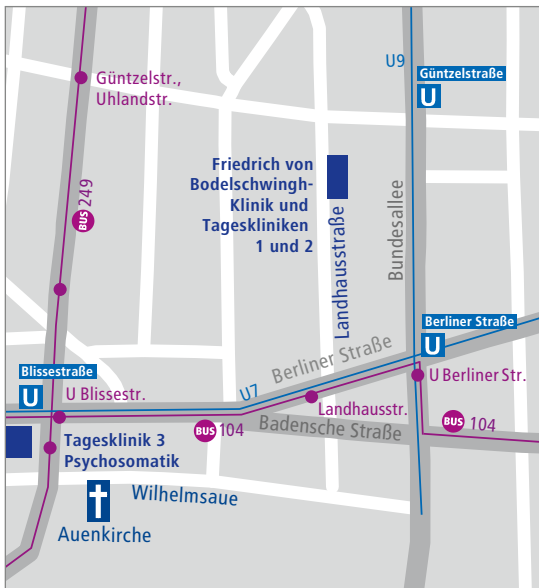 U9
Güntzelstraße
U
Güntzelstr.,
Uhlandstr.
Friedrich von
Bodelschwingh-
Klinik und
Tageskliniken
1 und 2
BUS 249
Landhausstraße
Bundesallee
Berliner Straße
U
Berliner Straße
Blissestraße
U
U Blissestr.
U7
U Berliner Str.
Landhausstr.
BUS 104
Badensche Straße
BUS 104
Tagesklinik 3
Psychosomatik
Wilhelmsaue
Auenkirche